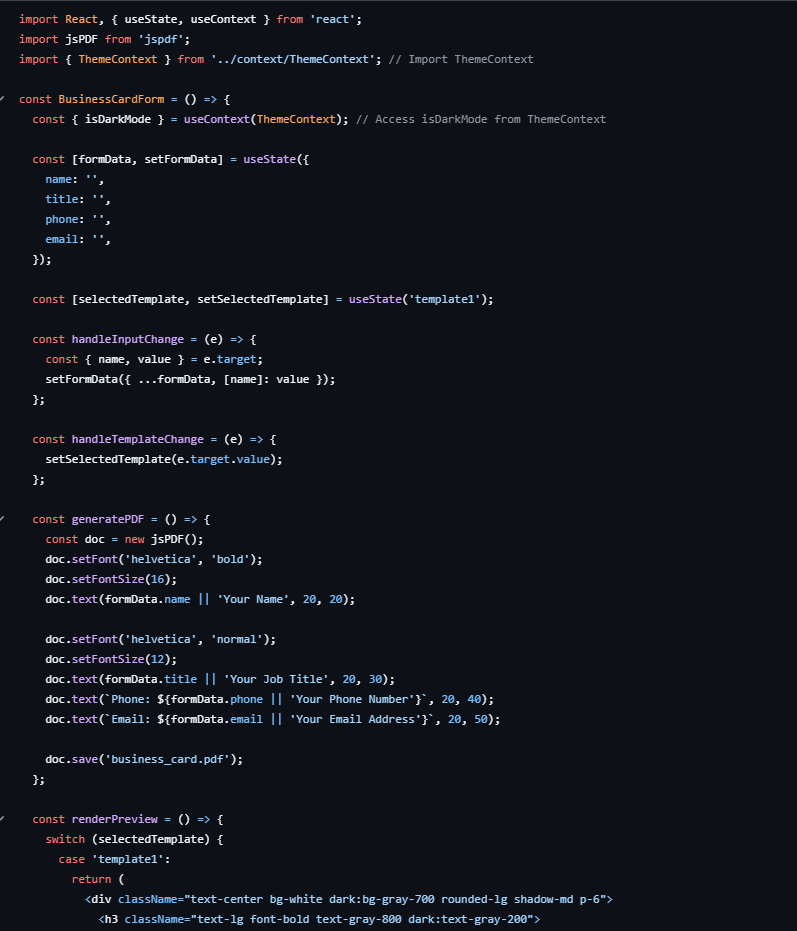 import React, { useState, useContext } from 'react';
import jsPDF from 'jspdf';
import { ThemeContext } from '../context/ThemeContext'; // Import ThemeContext
const BusinessCardForm = () => {
const { isDarkMode } = useContext(ThemeContext); // Access isDarkMode from ThemeContext
const [formData, setFormData] = useState({
name: '',
title: '',
phone: '',
email: '',
});
const [selectedTemplate, setSelectedTemplate] = useState('template1');
const handleInputChange = (e) => {
const { name, value } = e.target;
setFormData({ ...formData, [name]: value });
};
const handleTemplateChange = (e) => {
setSelectedTemplate(e.target.value);
};
const generatePDF = () => {
const doc = new jsPDF();
doc.setFont('helvetica', 'bold');
doc.setFontSize(16);
doc.text(formData.name || 'Your Name', 20, 20);
doc.setFont('helvetica', 'normal');
doc.setFontSize(12);
doc.text(formData.title || 'Your Job Title', 20, 30);
doc.text(`Phone: ${formData.phone || 'Your Phone Number'}`, 20, 40);
doc.text(`Email: ${formData.email || 'Your Email Address'}`, 20, 50);
doc.save('business_card.pdf');
};
const renderPreview = () => {
switch (selectedTemplate) {
case 'template1':
return (
<div className="text-center bg-white dark:bg-gray-700 rounded-lg shadow-md p-6">
<h3 className="text-lg font-bold text-gray-800 dark:text-gray-200">